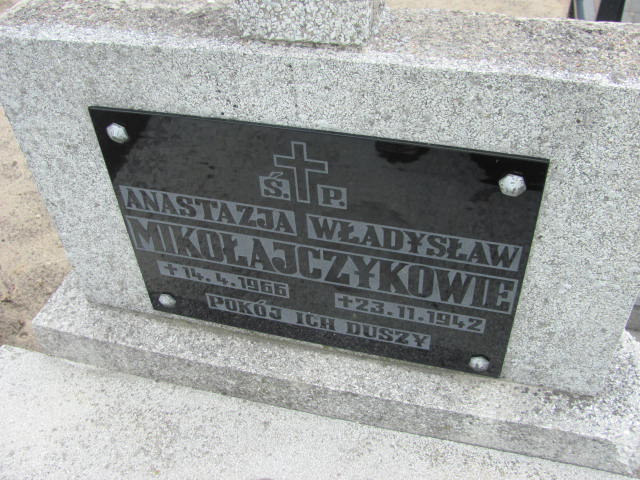 Ś. P.
ANASTAZJA WŁADYSŁAW
MIKOŁAJCZYKOWIE
+14.4.1966 +23.11.1942
POKÓJ ICH DUSZY